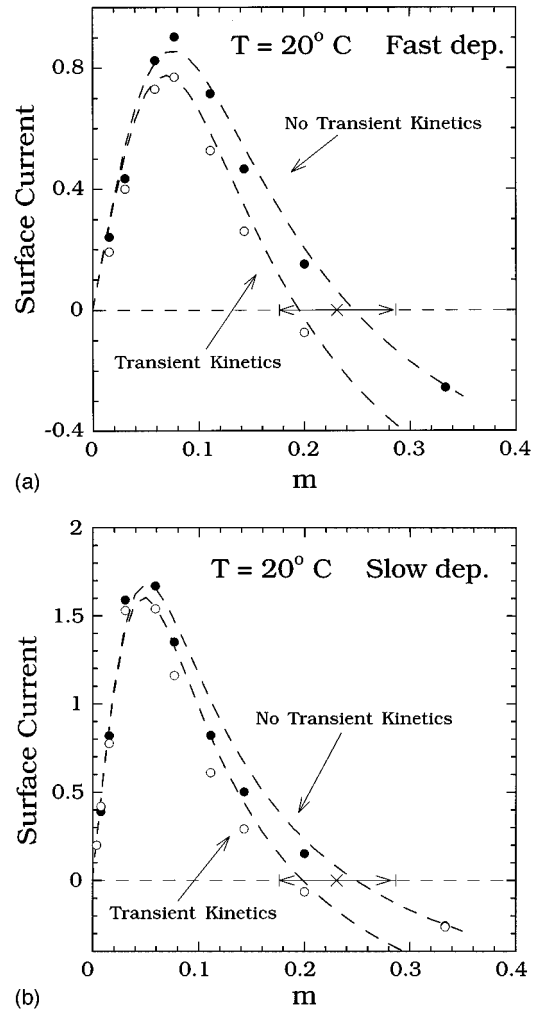 T = 20° C Fast dep.
0.8
No Transient Kinetics
0.4
Surface Current
0
Transient Kinetics
-0.4
0 0.1 0.2 0.3 0.4
(a) m
2
T = 20° C Slow dep.
1.5
Surface Current
1
No Transient Kinetics
0.5
0
Transient Kinetics
0 0.1 0.2 0.3 0.4
(b) m